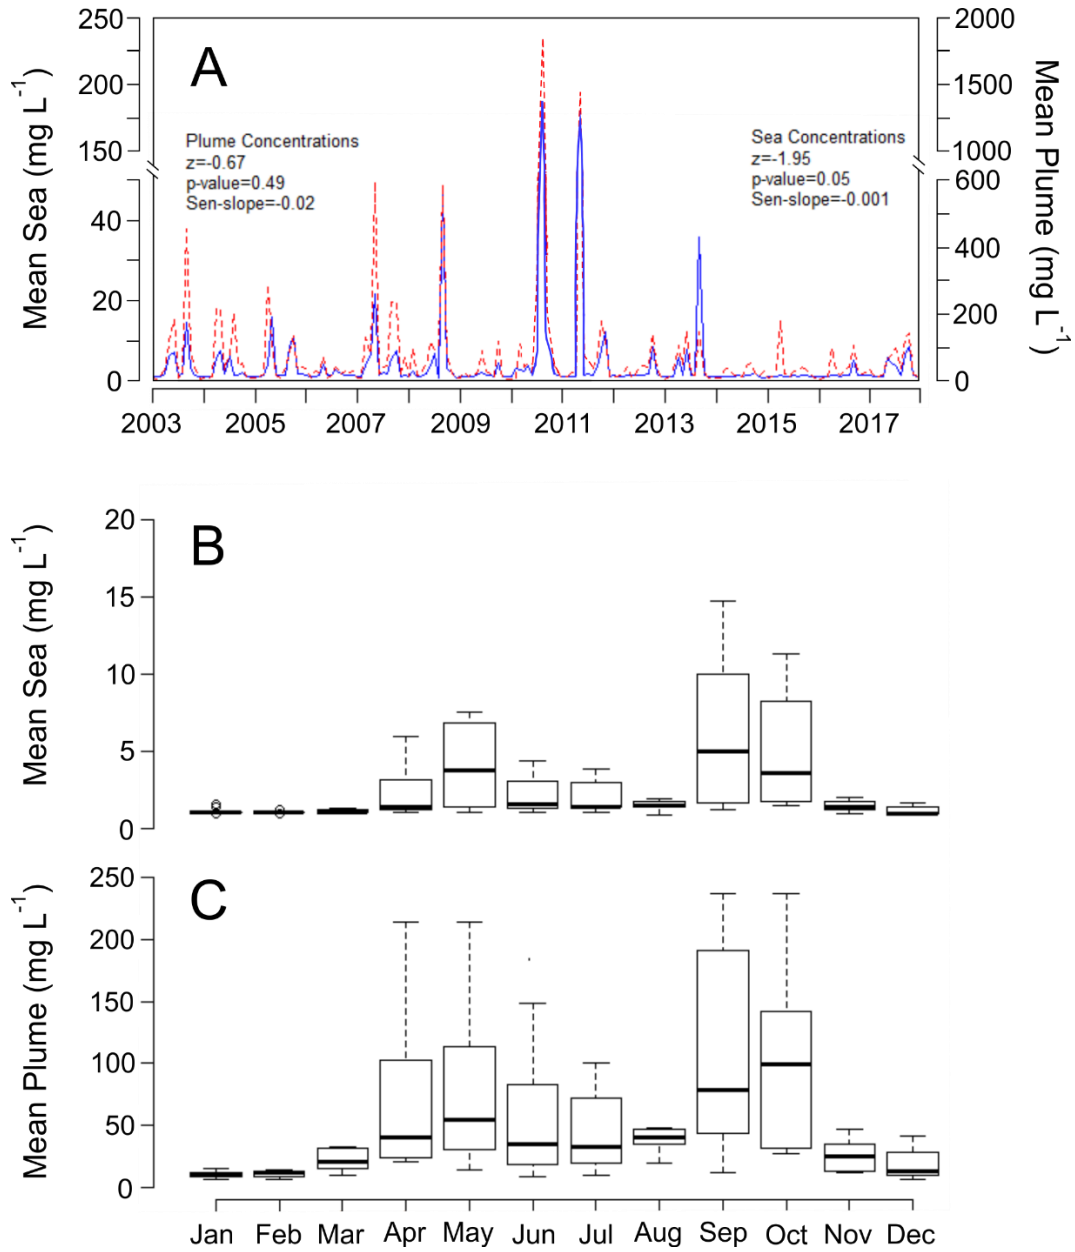 A
Mean Sea (mg L⁻¹)
250
200
150
40
20
0
Plume Concentrations
z=-0.67
p-value=0.49
Sen-slope=-0.02
Sea Concentrations
z=-1.95
p-value=0.05
Sen-slope=-0.001
2000
1500
1000
600
400
200
0
Mean Plume (mg L⁻¹)
2003 2005 2007 2009 2011 2013 2015 2017
B
Mean Sea (mg L⁻¹)
20
15
10
5
0
C
Mean Plume (mg L⁻¹)
250
200
150
100
50
0
Jan Feb Mar Apr May Jun Jul Aug Sep Oct Nov Dec